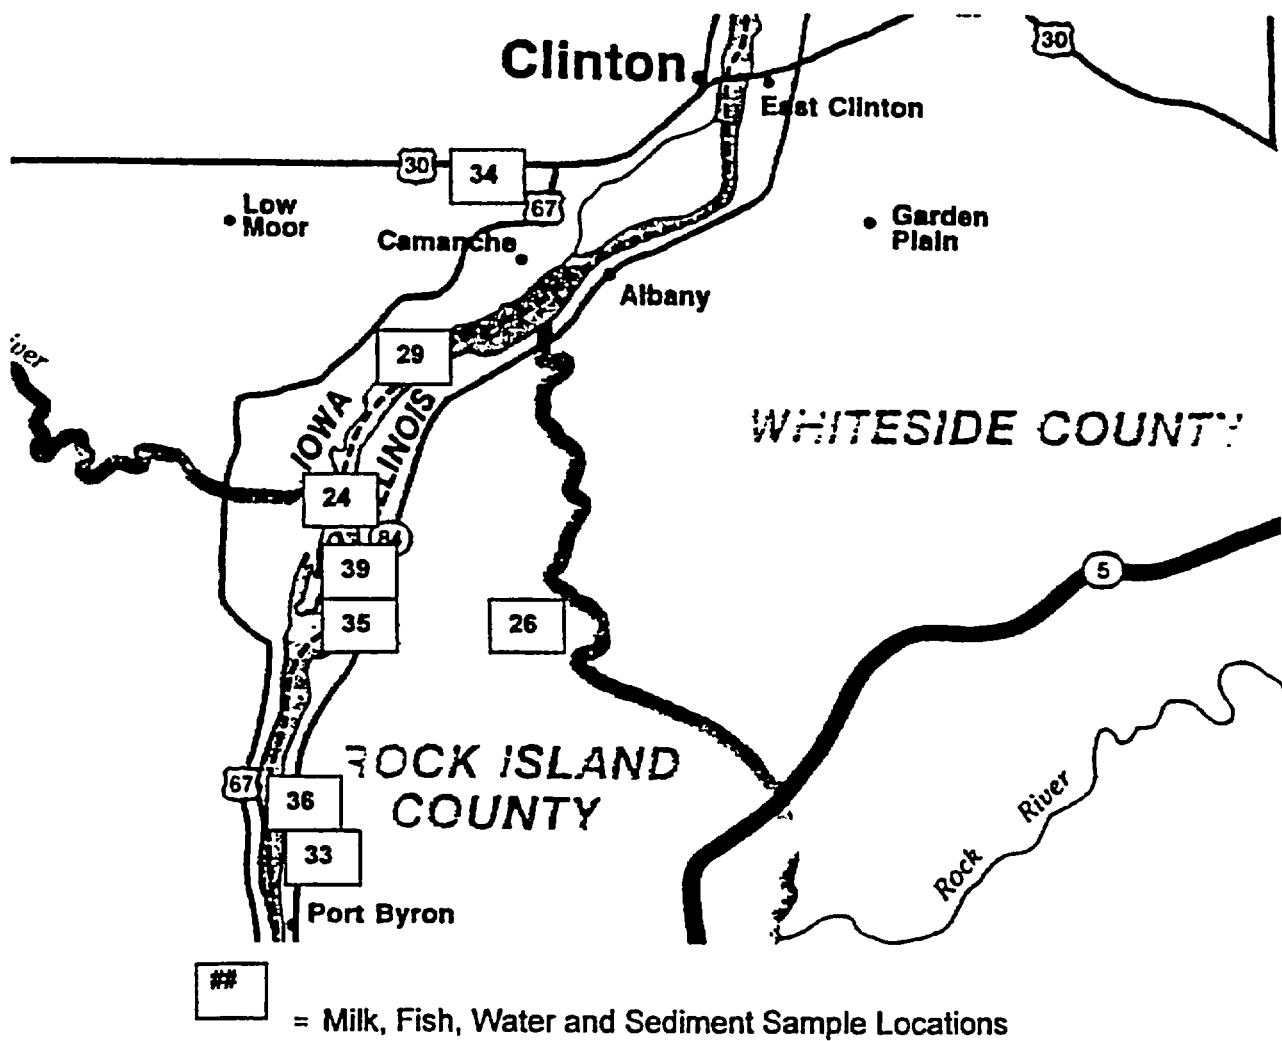 30
Clinton
East Clinton
30
34
67
Low
Moor
Camanche
Garden
Plain
Albany
iver
29
IOWA
ILLINOIS
WHITESIDE COUNTY
24
84
39
5
35
26
ROCK ISLAND
COUNTY
67
36
33
Rock River
Port Byron
##
= Milk, Fish, Water and Sediment Sample Locations